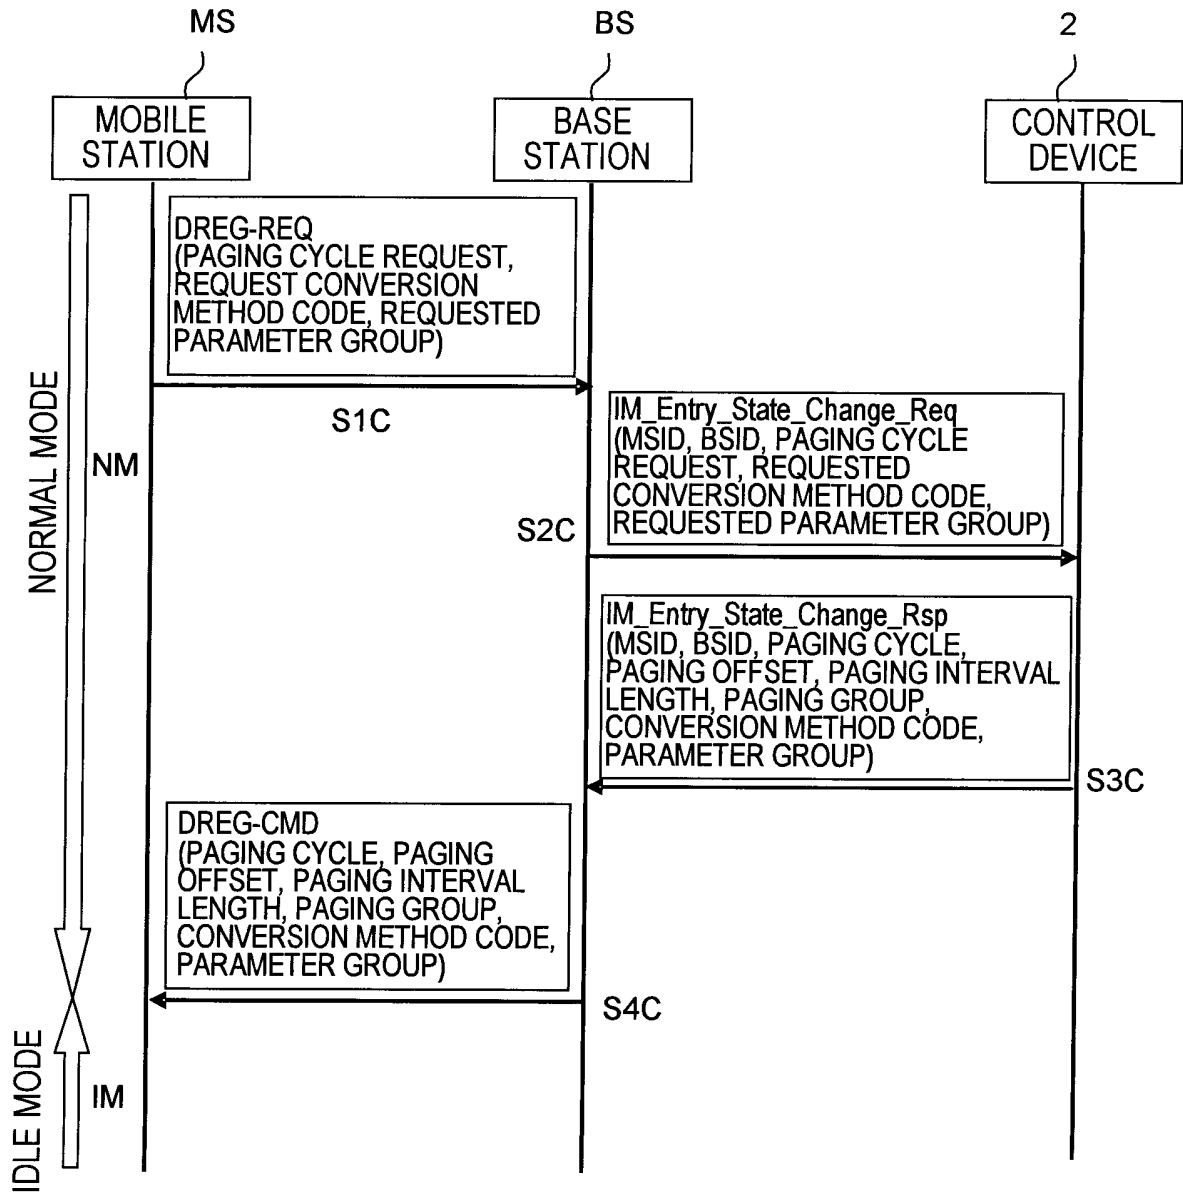 MS
BS
2
MOBILE
STATION
BASE
STATION
CONTROL
DEVICE
DREG-REQ
(PAGING CYCLE REQUEST,
REQUEST CONVERSION
METHOD CODE, REQUESTED
PARAMETER GROUP)
S1C
NORMAL MODE
NM
IM_Entry_State_Change_Req
(MSID, BSID, PAGING CYCLE
REQUEST, REQUESTED
CONVERSION METHOD CODE,
REQUESTED PARAMETER GROUP)
S2C
IM_Entry_State_Change_Rsp
(MSID, BSID, PAGING CYCLE,
PAGING OFFSET, PAGING INTERVAL
LENGTH, PAGING GROUP,
CONVERSION METHOD CODE,
PARAMETER GROUP)
S3C
DREG-CMD
(PAGING CYCLE, PAGING
OFFSET, PAGING INTERVAL
LENGTH, PAGING GROUP,
CONVERSION METHOD CODE,
PARAMETER GROUP)
S4C
IDLE MODE
IM